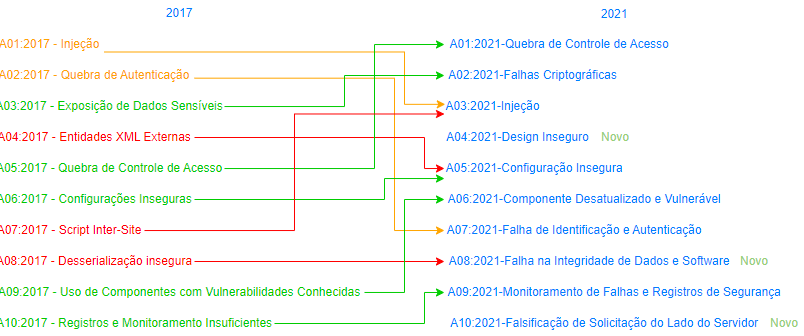 2017
2021
A01:2017 - Injeção
A01:2021-Quebra de Controle de Acesso
A02:2017 - Quebra de Autenticação
A02:2021-Falhas Criptográficas
A03:2017 - Exposição de Dados Sensíveis
A03:2021-Injeção
A04:2017 - Entidades XML Externas
A04:2021-Design Inseguro Novo
A05:2017 - Quebra de Controle de Acesso
A05:2021-Configuração Insegura
A06:2017 - Configurações Inseguras
A06:2021-Componente Desatualizado e Vulnerável
A07:2017 - Script Inter-Site
A07:2021-Falha de Identificação e Autenticação
A08:2017 - Desserialização insegura
A08:2021-Falha na Integridade de Dados e Software Novo
A09:2017 - Uso de Componentes com Vulnerabilidades Conhecidas
A09:2021-Monitoramento de Falhas e Registros de Segurança
A10:2017 - Registros e Monitoramento Insuficientes
A10:2021-Falsificação de Solicitação do Lado do Servidor Novo